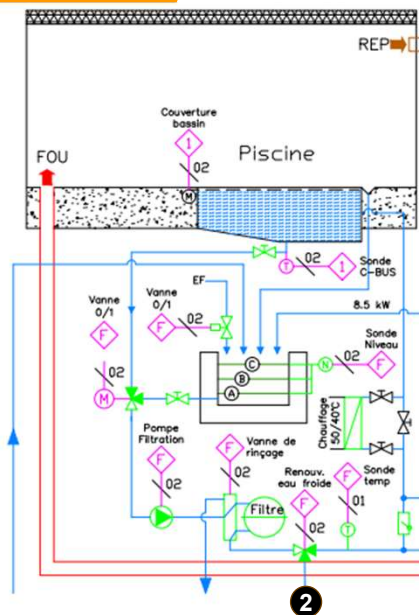 REP
Couverture
bassin
1
02
FOU
Piscine
M
Vanne
0/1
Vanne
0/1
EF
T
02
1
Sonde
C-BUS
8.5 kW
F
F
02
02
C
B
A
N
02
F
Sonde
Niveau
M
Chauffage
50/40°C
Pompe
Filtration
F
02
F
Vanne de
rinçage
02
Renouv.
eau froide
F
02
Sonde
temp
F
01
T
Filtre
2